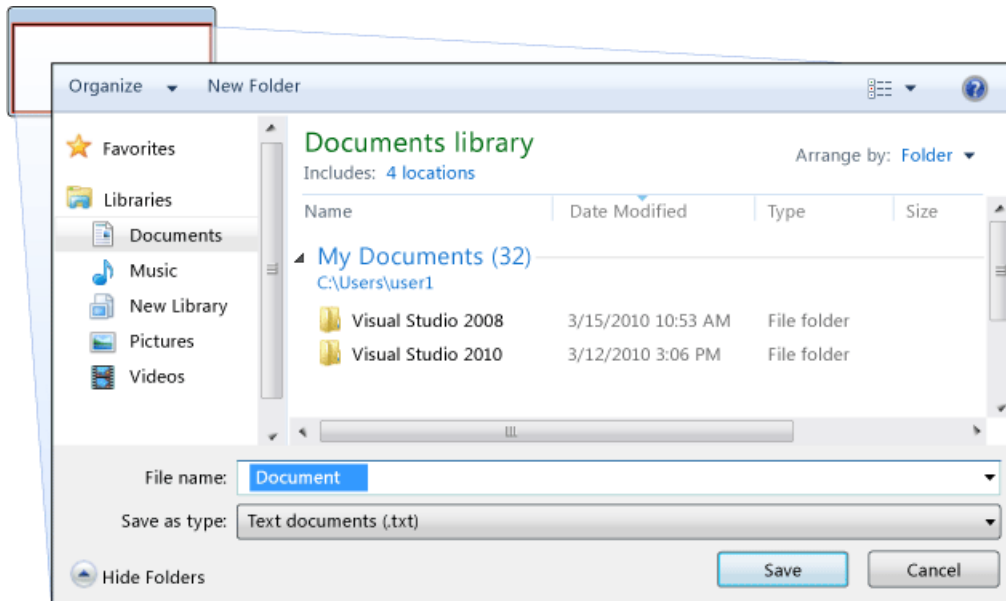 Organize New Folder
Favorites
Libraries
Documents
Music
New Library
Pictures
Videos
Documents library
Includes: 4 locations
Arrange by: Folder
Name Date Modified Type Size
My Documents (32)
C:\Users\user1
Visual Studio 2008 3/15/2010 10:53 AM File folder
Visual Studio 2010 3/12/2010 3:06 PM File folder
File name: Document
Save as type: Text documents (.txt)
Hide Folders
Save Cancel